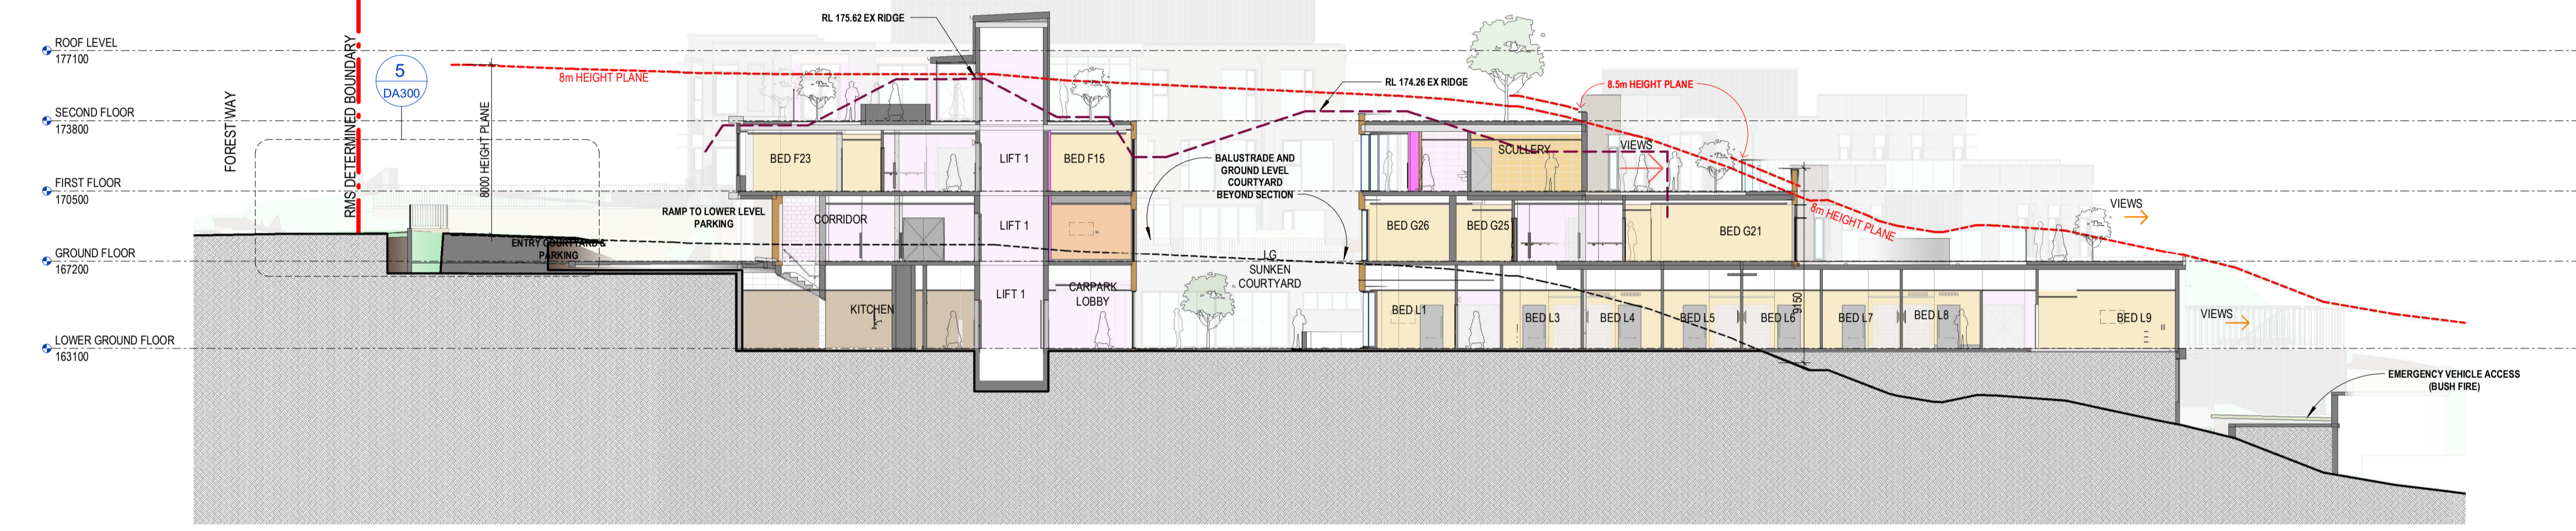 RL 175.62 EX RIDGE
ROOF LEVEL
177100
5
DA300
8m HEIGHT PLANE
RL 174.26 EX RIDGE
8.5m HEIGHT PLANE
FOREST WAY
RMS DETERMINED BOUNDARY
8000 HEIGHT PLANE
SECOND FLOOR
173800
BED F23
LIFT 1
BED F15
BALUSTRADE AND
GROUND LEVEL
COURTYARD
BEYOND SECTION
SCULLERY
VIEWS
FIRST FLOOR
170500
RAMP TO LOWER LEVEL
PARKING
CORRIDOR
LIFT 1
BED G26
BED G25
BED G21
8m HEIGHT PLANE
VIEWS
ENTRY COURTYARD &
PARKING
GROUND FLOOR
167200
LG
SUNKEN
COURTYARD
LIFT 1
CARPARK
LOBBY
KITCHEN
BED L1
BED L3
BED L4
BED L5
BED L6
9150
BED L7
BED L8
BED L9
VIEWS
LOWER GROUND FLOOR
163100
EMERGENCY VEHICLE ACCESS
(BUSH FIRE)